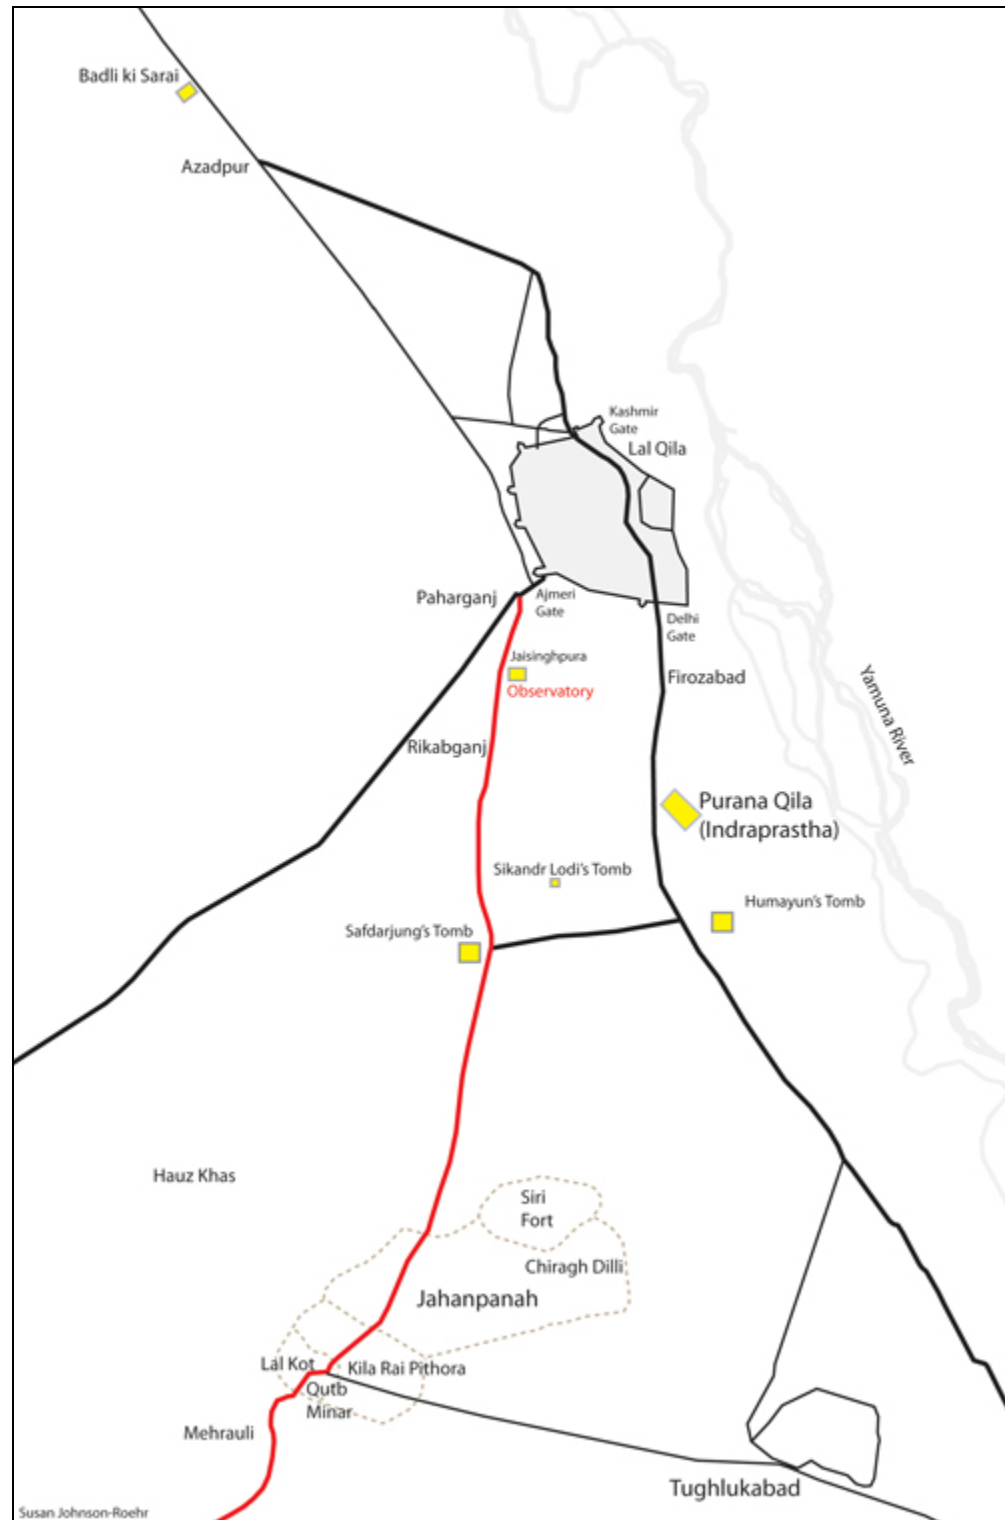 Badli ki Sarai
Azadpur
Kashmir
Gate
Lal Qila
Paharganj
Ajmeri
Gate
Delhi
Gate
Jaisinghpura
Observatory
Firozabad
Yamuna River
Rikabganj
Purana Qila
(Indraprastha)
Sikandr Lodi's Tomb
Humayun's Tomb
Safdarjung's Tomb
Hauz Khas
Siri
Fort
Chiragh Dilli
Jahanpanah
Lal Kot
Kila Rai Pithora
Qutb
Minar
Mehrauli
Tughlukabad
Susan Johnson-Roehr